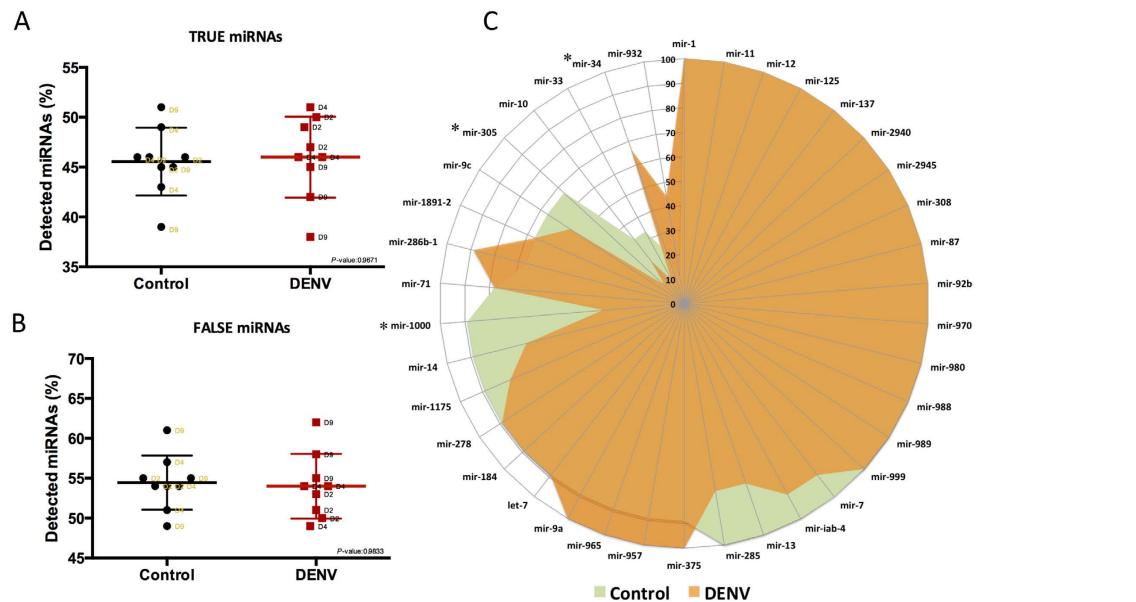 A
TRUE miRNAs
Detected miRNAs (%)
55
50
45
40
35
D9
D4
D9
D4
D9
D4
D2
D2
D2
D4
D4
D9
D9
D9
P-value:0.9671
Control
DENV
B
FALSE miRNAs
Detected miRNAs (%)
70
65
60
55
50
45
D9
D4
D2
D9
D4
D4
D9
D9
D9
D9
D4
D2
D2
D2
D4
P-value:0.9833
Control
DENV
C
mir-1
mir-11
mir-12
mir-125
mir-137
mir-2940
mir-2945
mir-308
mir-87
mir-92b
mir-970
mir-980
mir-988
mir-989
mir-999
mir-7
mir-iab-4
mir-13
mir-285
mir-375
mir-957
mir-965
mir-9a
let-7
mir-184
mir-278
mir-1175
mir-14
* mir-1000
mir-71
mir-286b-1
mir-1891-2
mir-9c
* mir-305
mir-10
mir-33
* mir-34
mir-932
100
90
80
70
60
50
40
30
20
10
0
Control
DENV